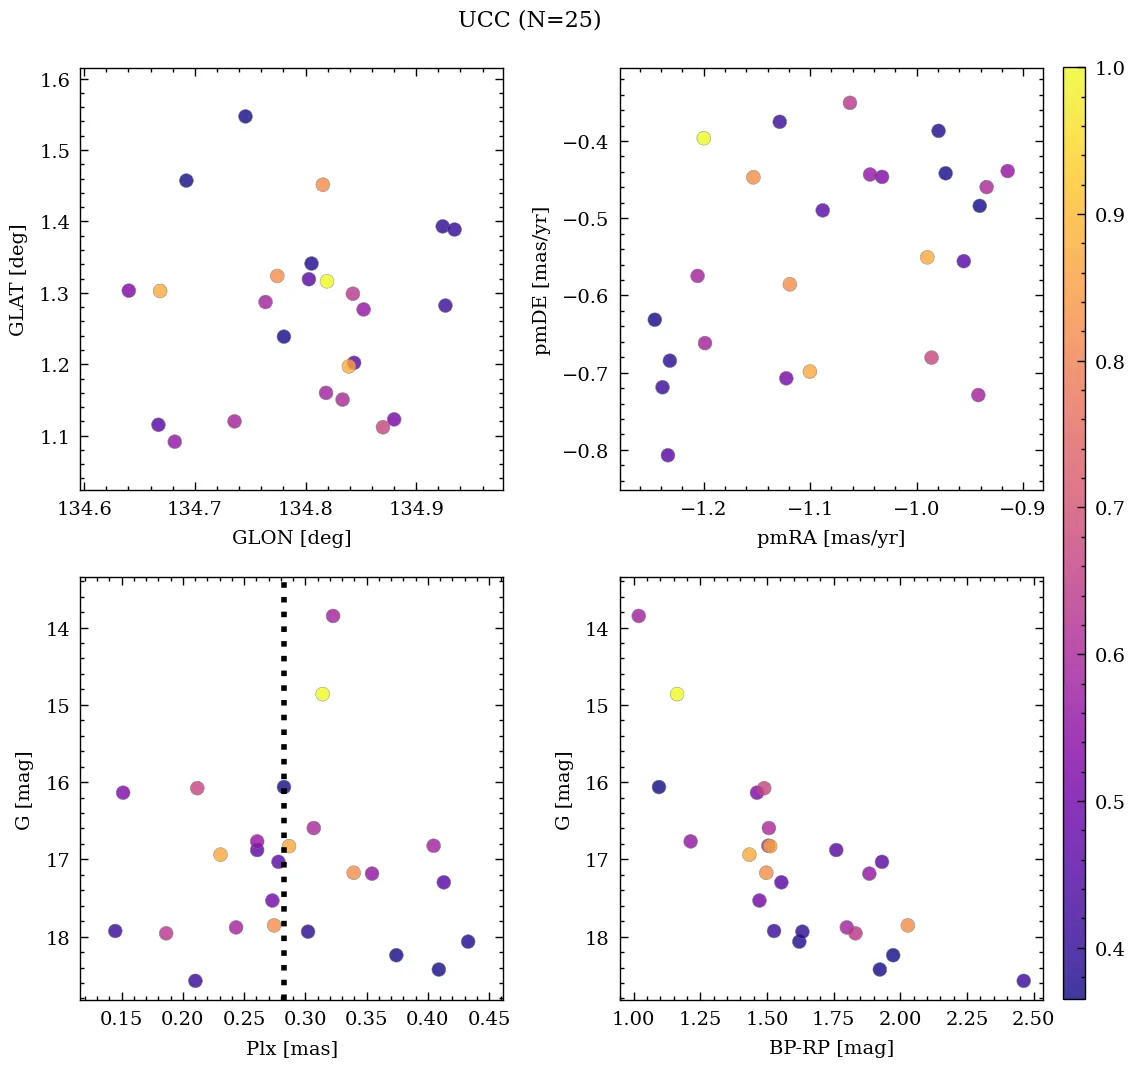 UCC (N=25)
1.6
1.5
1.4
1.3
1.2
1.1
GLAT [deg]
134.6 134.7 134.8 134.9
GLON [deg]
−0.4
−0.5
−0.6
−0.7
−0.8
pmDE [mas/yr]
−1.2 −1.1 −1.0 −0.9
pmRA [mas/yr]
1.0
0.9
0.8
0.7
0.6
0.5
0.4
14
15
16
17
18
G [mag]
0.15 0.20 0.25 0.30 0.35 0.40 0.45
Plx [mas]
14
15
16
17
18
G [mag]
1.00 1.25 1.50 1.75 2.00 2.25 2.50
BP-RP [mag]